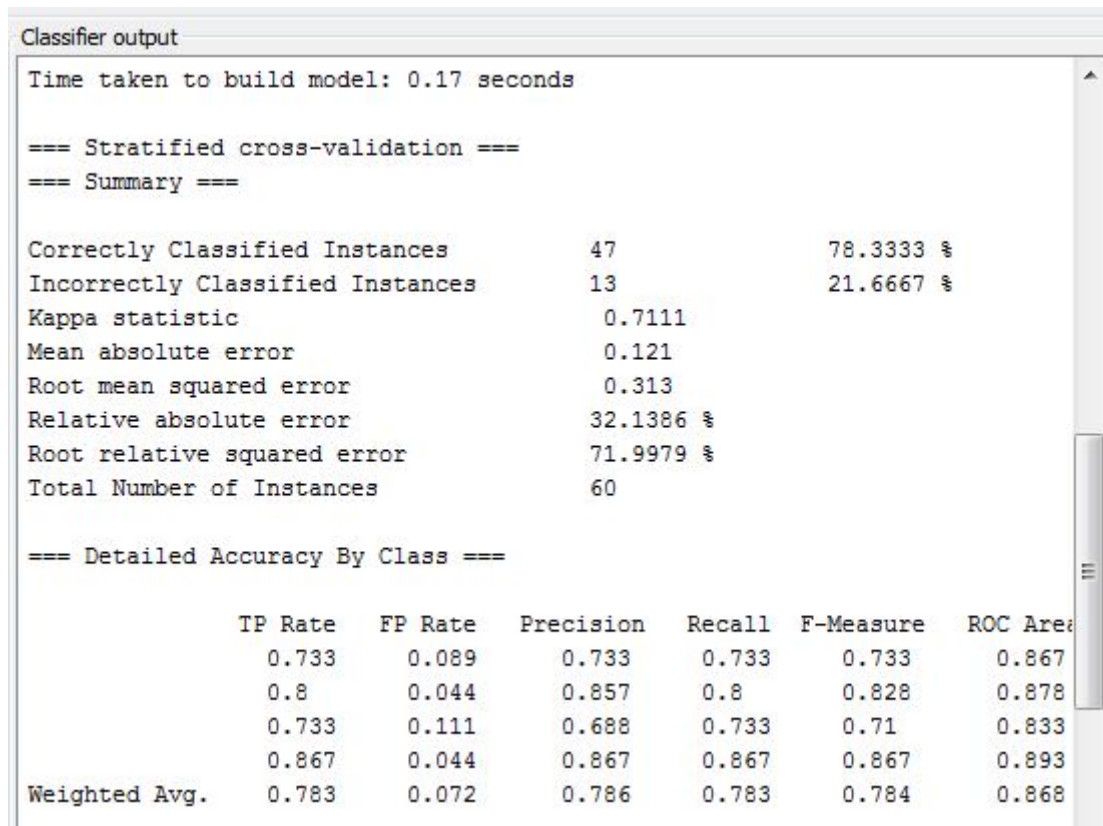 Classifier output
Time taken to build model: 0.17 seconds
=== Stratified cross-validation ===
=== Summary ===
Correctly Classified Instances 47 78.3333 %
Incorrectly Classified Instances 13 21.6667 %
Kappa statistic 0.7111
Mean absolute error 0.121
Root mean squared error 0.313
Relative absolute error 32.1386 %
Root relative squared error 71.9979 %
Total Number of Instances 60
=== Detailed Accuracy By Class ===
TP Rate FP Rate Precision Recall F-Measure ROC Area
0.733 0.089 0.733 0.733 0.733 0.867
0.8 0.044 0.857 0.8 0.828 0.878
0.733 0.111 0.688 0.733 0.71 0.833
0.867 0.044 0.867 0.867 0.867 0.893
Weighted Avg. 0.783 0.072 0.786 0.783 0.784 0.868